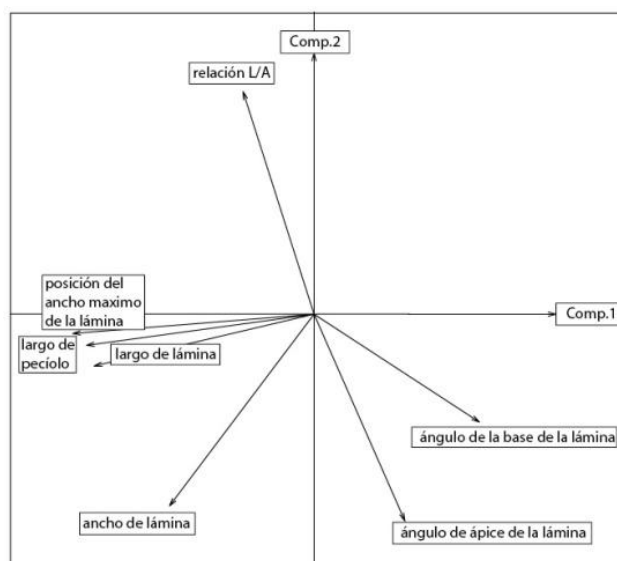 Comp.2
relación L/A
posición del
ancho maximo
de la lámina
Comp.1
largo de
pecíolo
largo de lámina
ángulo de la base de la lámina
ancho de lámina
ángulo de ápice de la lámina